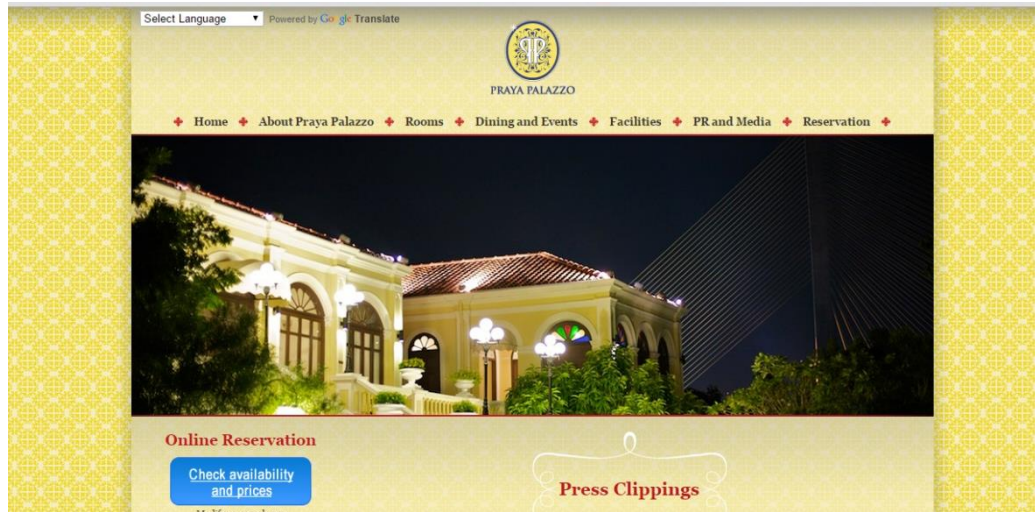 Select Language ▼ Powered by Google Translate
PRAYA PALAZZO
Home About Praya Palazzo Rooms Dining and Events Facilities PR and Media Reservation
Online Reservation
Check availability
and prices
Press Clippings